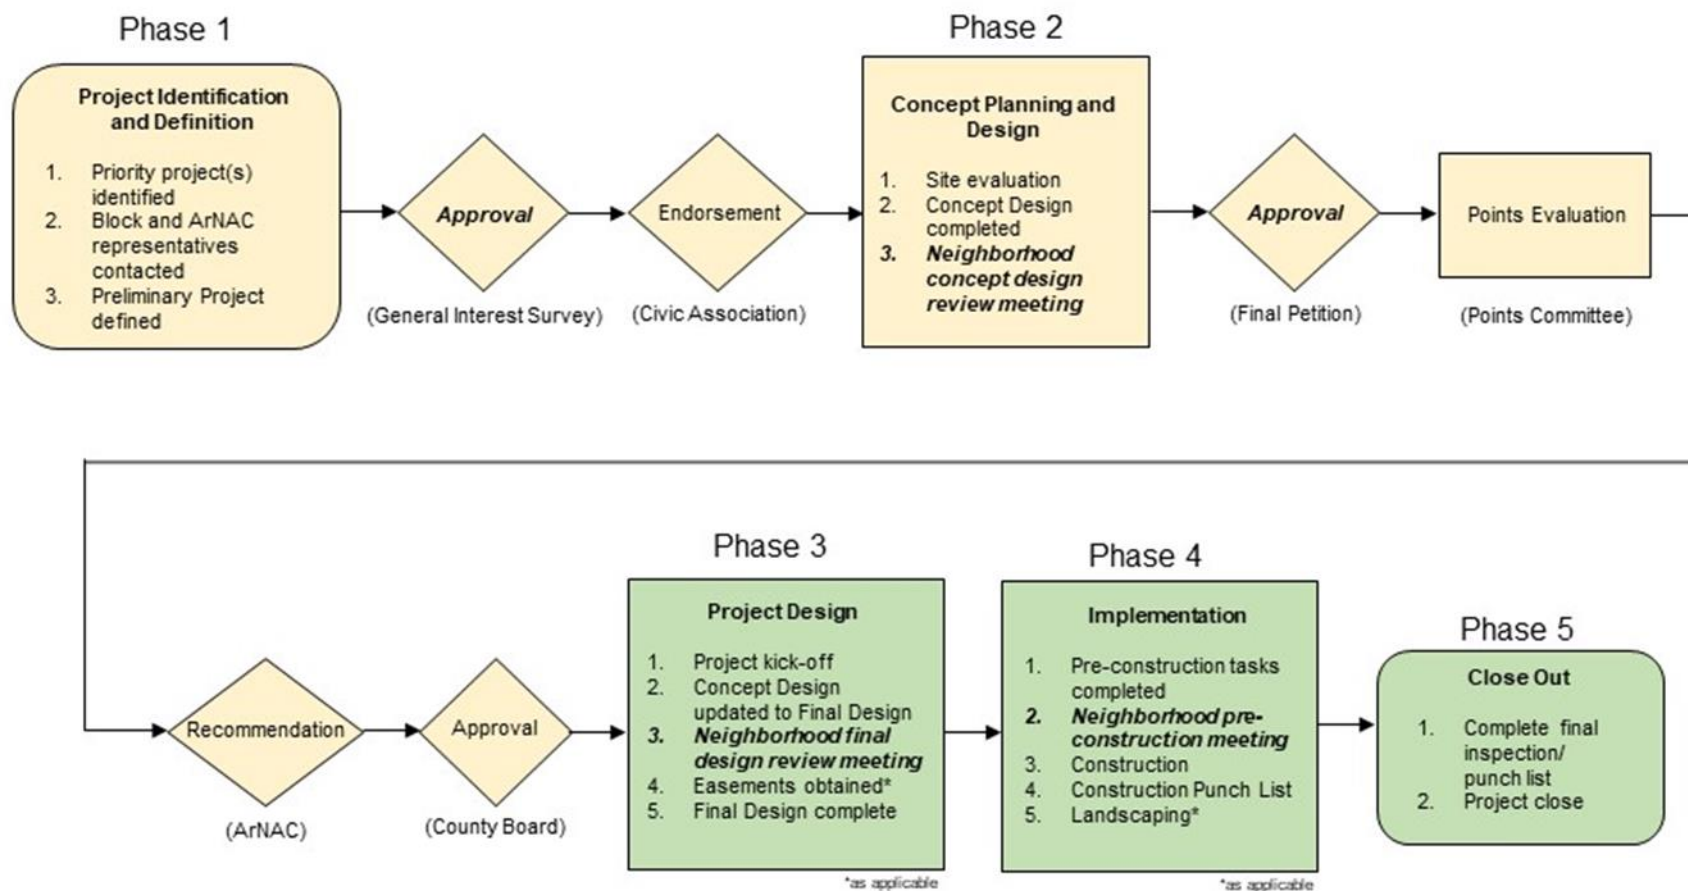 Phase 1
Project Identification
and Definition
1. Priority project(s)
identified
2. Block and ArNAC
representatives
contacted
3. Preliminary Project
defined
Approval
(General Interest Survey)
Endorsement
(Civic Association)
Phase 2
Concept Planning and
Design
1. Site evaluation
2. Concept Design
completed
3. Neighborhood
concept design
review meeting
Approval
(Final Petition)
Points Evaluation
(Points Committee)
Recommendation
(ArNAC)
Approval
(County Board)
Phase 3
Project Design
1. Project kick-off
2. Concept Design
updated to Final Design
3. Neighborhood final
design review meeting
4. Easements obtained*
5. Final Design complete
*as applicable
Phase 4
Implementation
1. Pre-construction tasks
completed
2. Neighborhood pre-
construction meeting
3. Construction
4. Construction Punch List
5. Landscaping*
*as applicable
Phase 5
Close Out
1. Complete final
inspection/
punch list
2. Project close